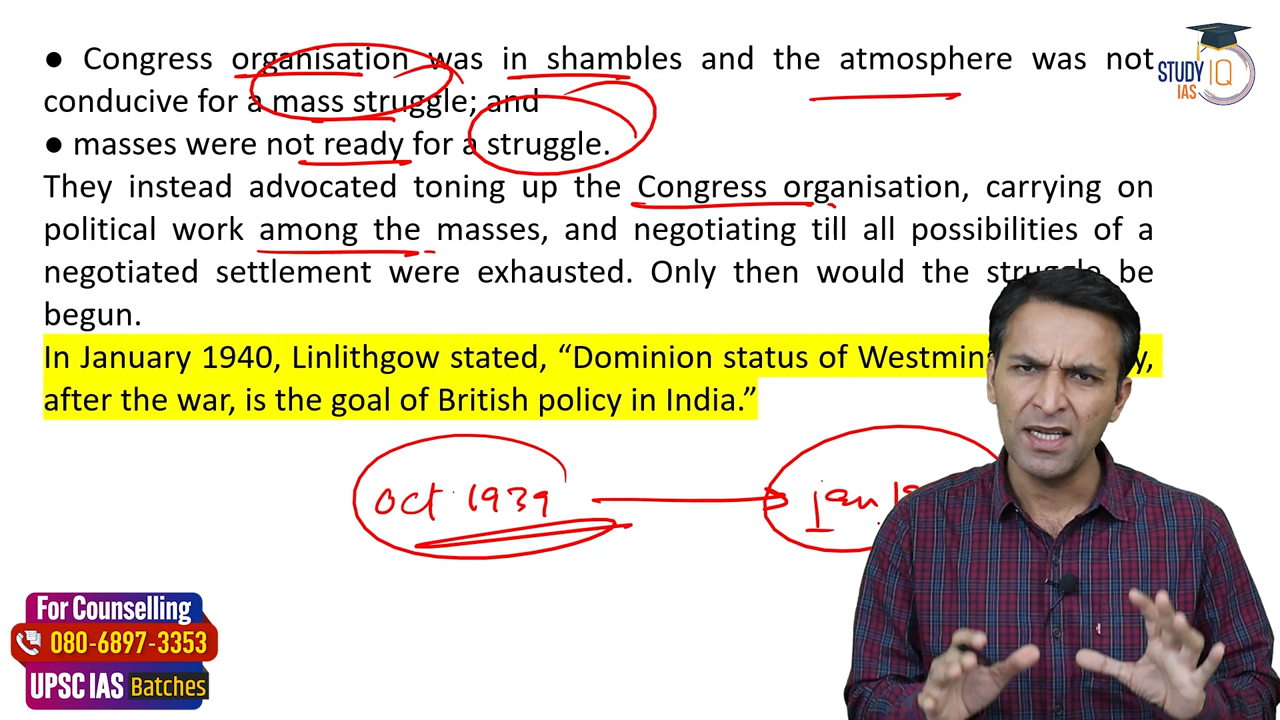 ● Congress organisation was in shambles and the atmosphere was not
conducive for a mass struggle; and
● masses were not ready for a struggle.
They instead advocated toning up the Congress organisation, carrying on
political work among the masses, and negotiating till all possibilities of a
negotiated settlement were exhausted. Only then would the struggle be
begun.
In January 1940, Linlithgow stated, “Dominion status of
after the war, is the goal of British policy in India.”
oct 1939
jan
STUDY IQ
IAS
For Counselling
080-6897-3353
UPSC IAS Batches